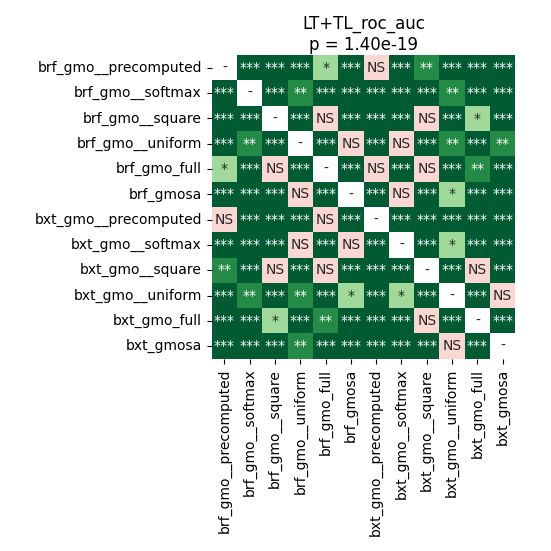 LT+TL_roc_auc
p = 1.40e-19
brf_gmo__precomputed - *** *** *** * *** NS *** ** *** *** ***
brf_gmo__softmax *** - *** ** *** *** *** *** *** ** *** ***
brf_gmo__square *** *** - *** NS *** *** *** NS *** * ***
brf_gmo__uniform *** ** *** - *** NS *** NS *** ** *** **
brf_gmo_full * *** NS *** - *** NS *** NS *** ** ***
brf_gmosa *** *** *** NS *** - *** NS *** * *** ***
bxt_gmo__precomputed NS *** *** *** NS *** - *** *** *** *** ***
bxt_gmo__softmax *** *** *** NS *** NS *** - *** * *** ***
bxt_gmo__square ** *** NS *** NS *** *** *** - *** NS ***
bxt_gmo__uniform *** ** *** ** *** * *** * *** - *** NS
bxt_gmo_full *** *** * *** ** *** *** *** NS *** - ***
bxt_gmosa *** *** *** ** *** *** *** *** *** NS *** -
brf_gmo__precomputed
brf_gmo__softmax
brf_gmo__square
brf_gmo__uniform
brf_gmo_full
brf_gmosa
bxt_gmo__precomputed
bxt_gmo__softmax
bxt_gmo__square
bxt_gmo__uniform
bxt_gmo_full
bxt_gmosa